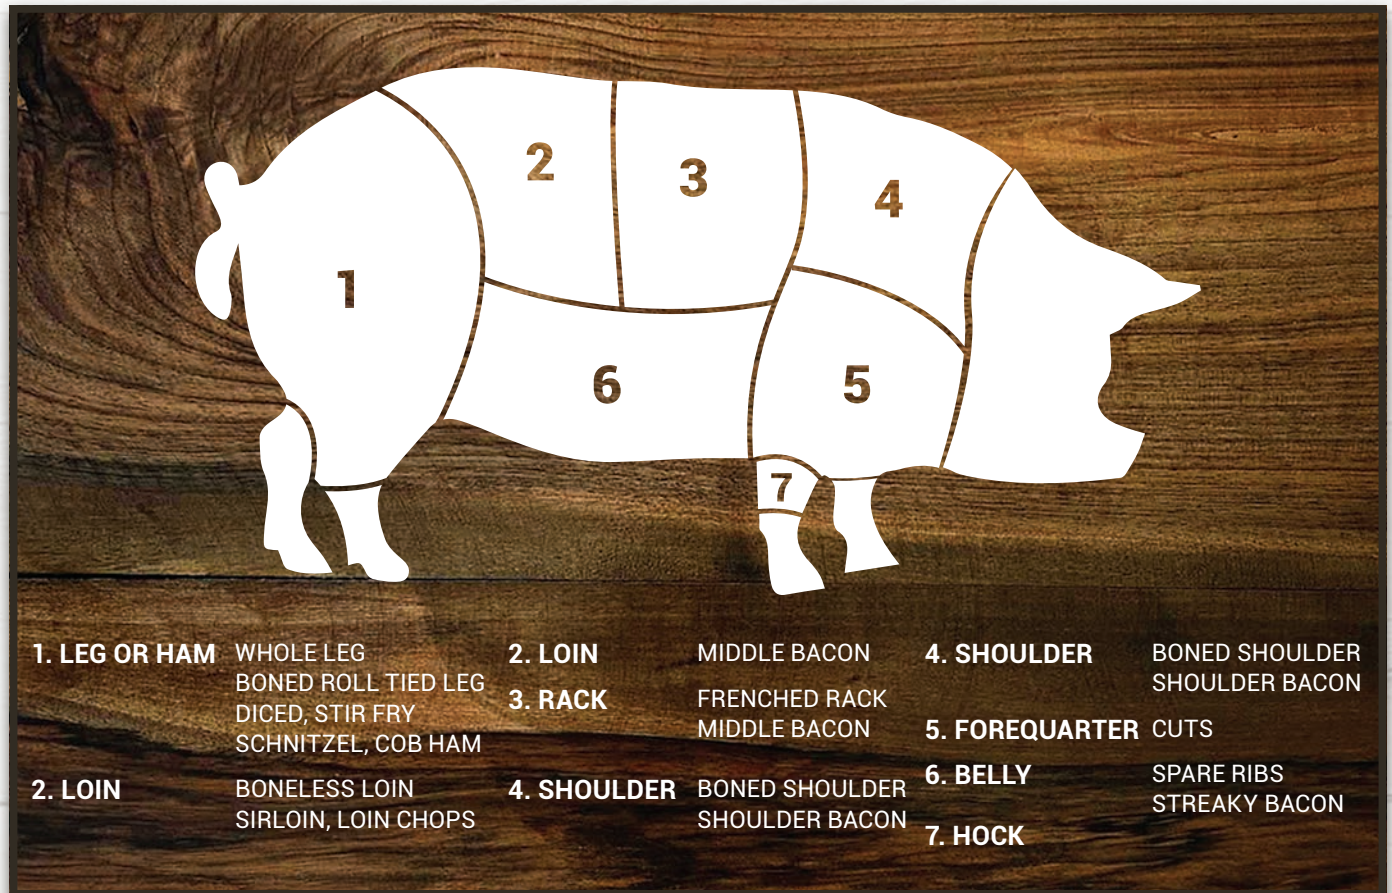 2
3
4
1
6
5
7
1. LEG OR HAM WHOLE LEG
BONED ROLL TIED LEG
DICED, STIR FRY
SCHNITZEL, COB HAM
2. LOIN BONELESS LOIN
SIRLOIN, LOIN CHOPS
2. LOIN MIDDLE BACON
3. RACK FRENCHED RACK
MIDDLE BACON
4. SHOULDER BONED SHOULDER
SHOULDER BACON
4. SHOULDER BONED SHOULDER
SHOULDER BACON
5. FOREQUARTER CUTS
6. BELLY SPARE RIBS
STREAKY BACON
7. HOCK